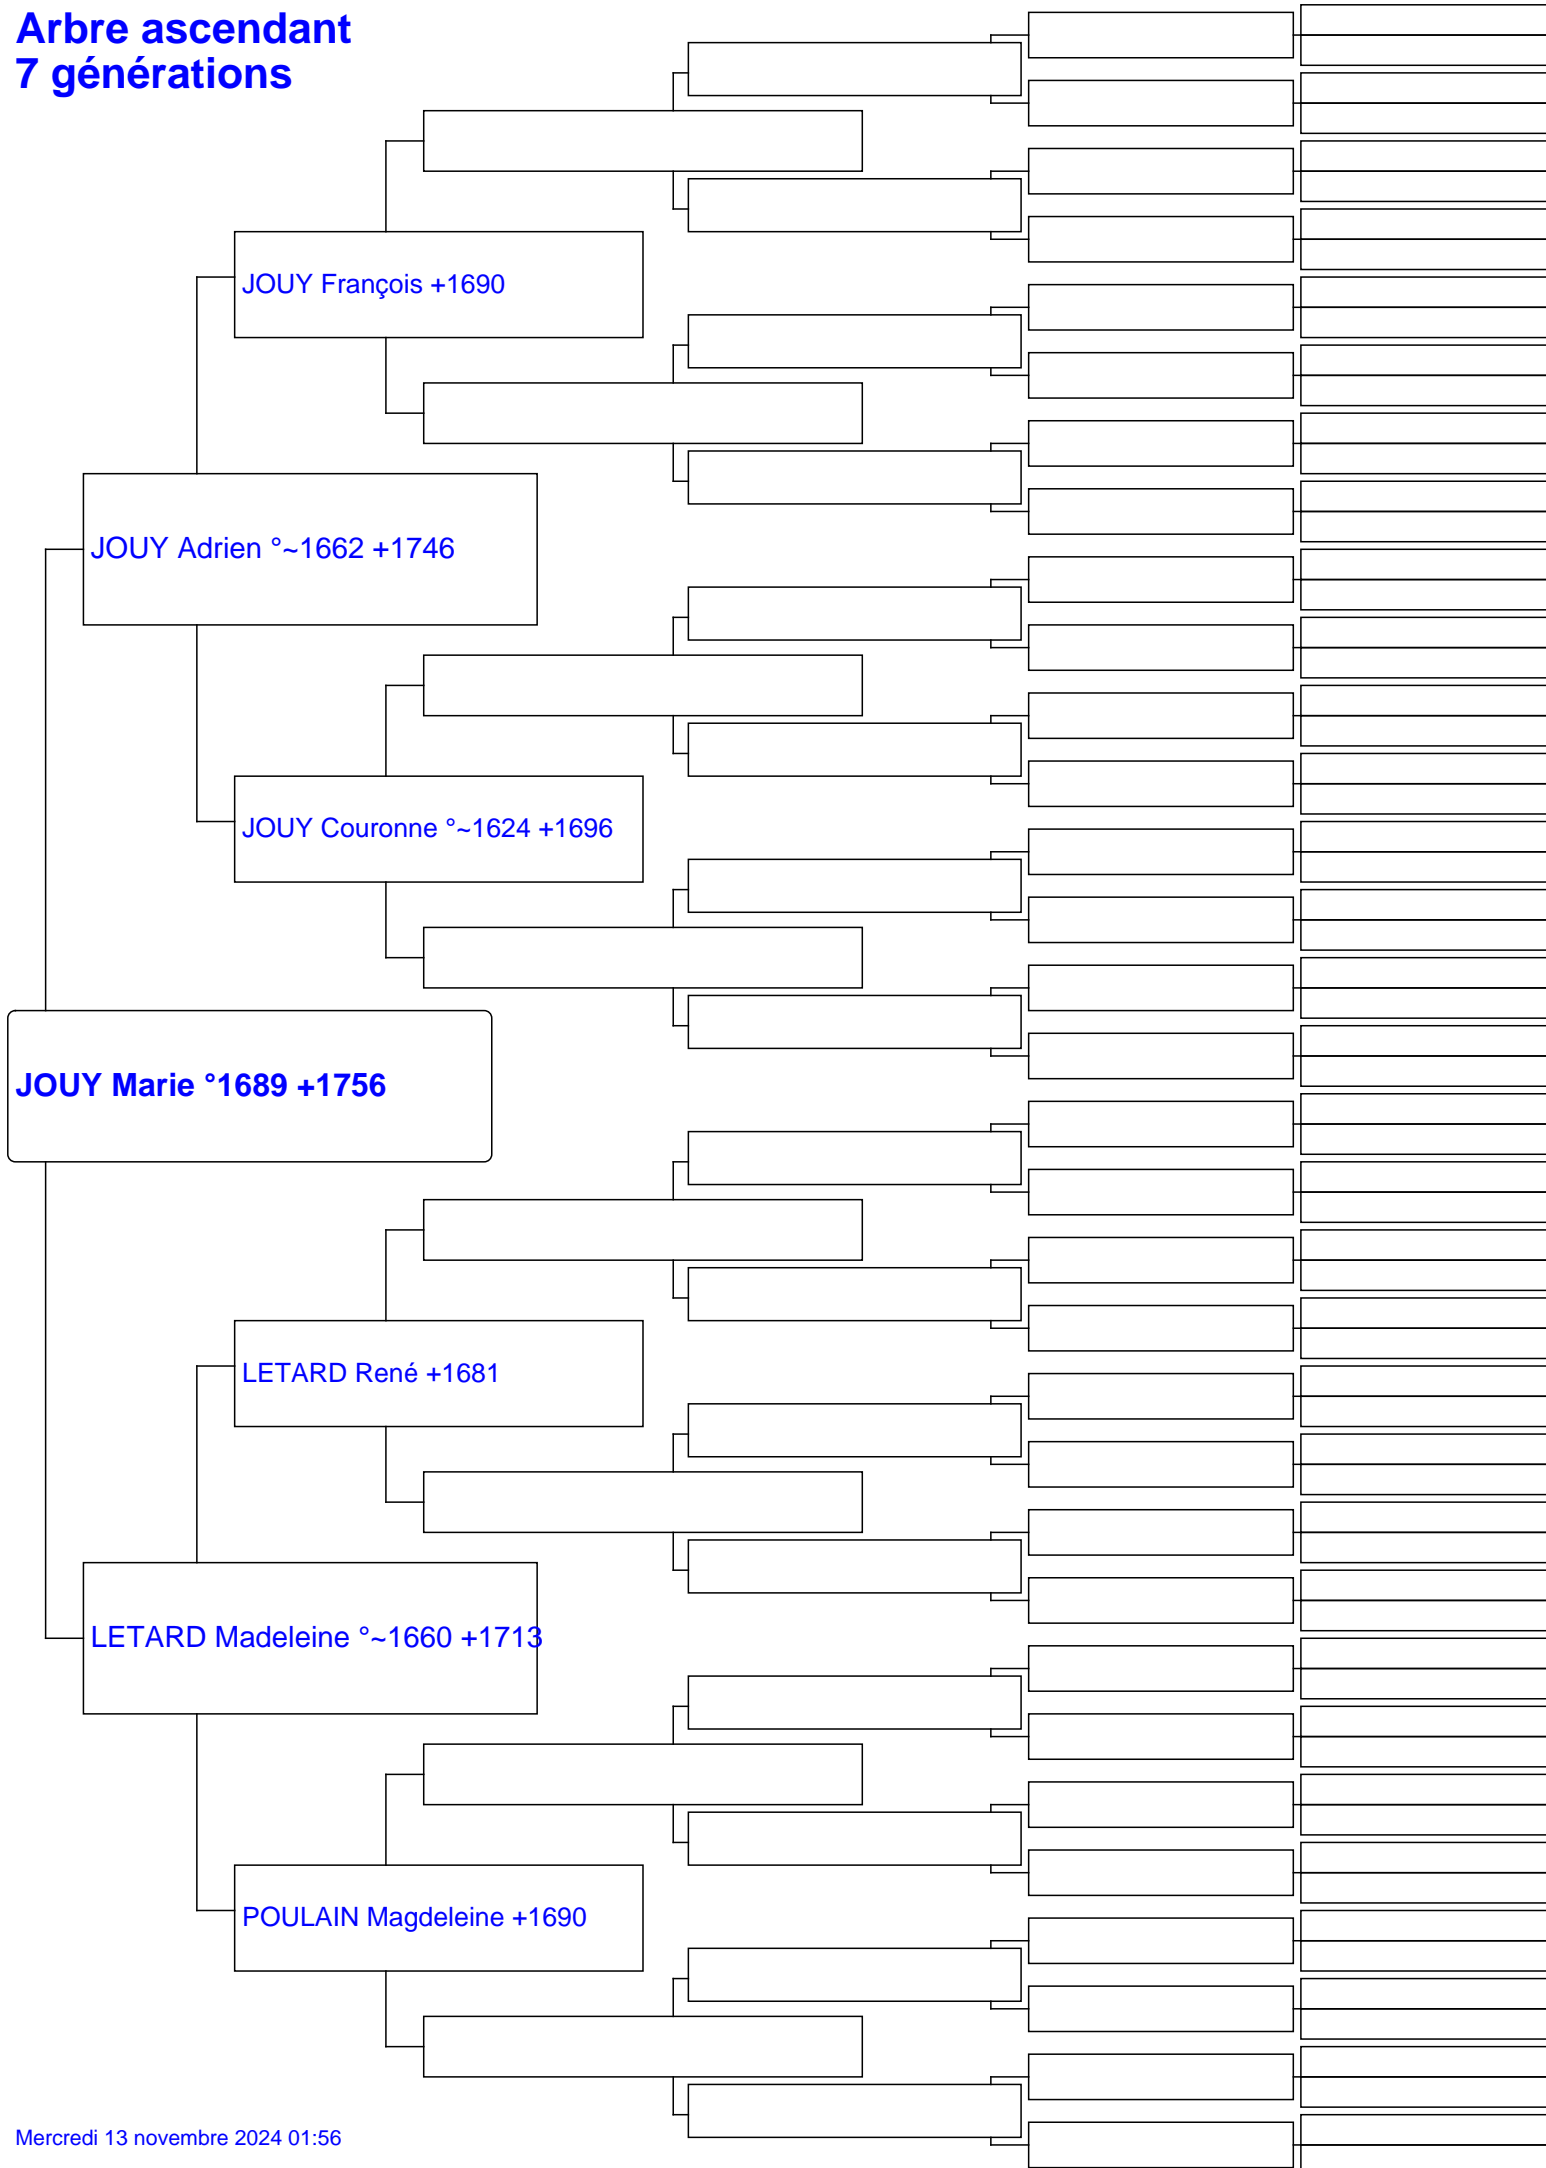 Arbre ascendant
7 générations
JOUY François +1690
JOUY Adrien °~1662 +1746
JOUY Couronne °~1624 +1696
JOUY Marie °1689 +1756
LETARD René +1681
LETARD Madeleine °~1660 +1713
POULAIN Magdeleine +1690
Mercredi 13 novembre 2024 01:56